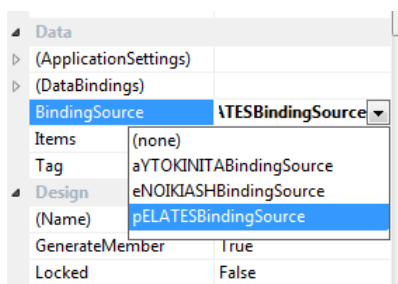 Data
(ApplicationSettings)
(DataBindings)
BindingSource ATESBindingSource
Items
(none)
Tag
aYTOKINITABindingSource
Design
eNOIKIASHBindingSource
(Name)
pELATESBindingSource
GenerateMember True
Locked False